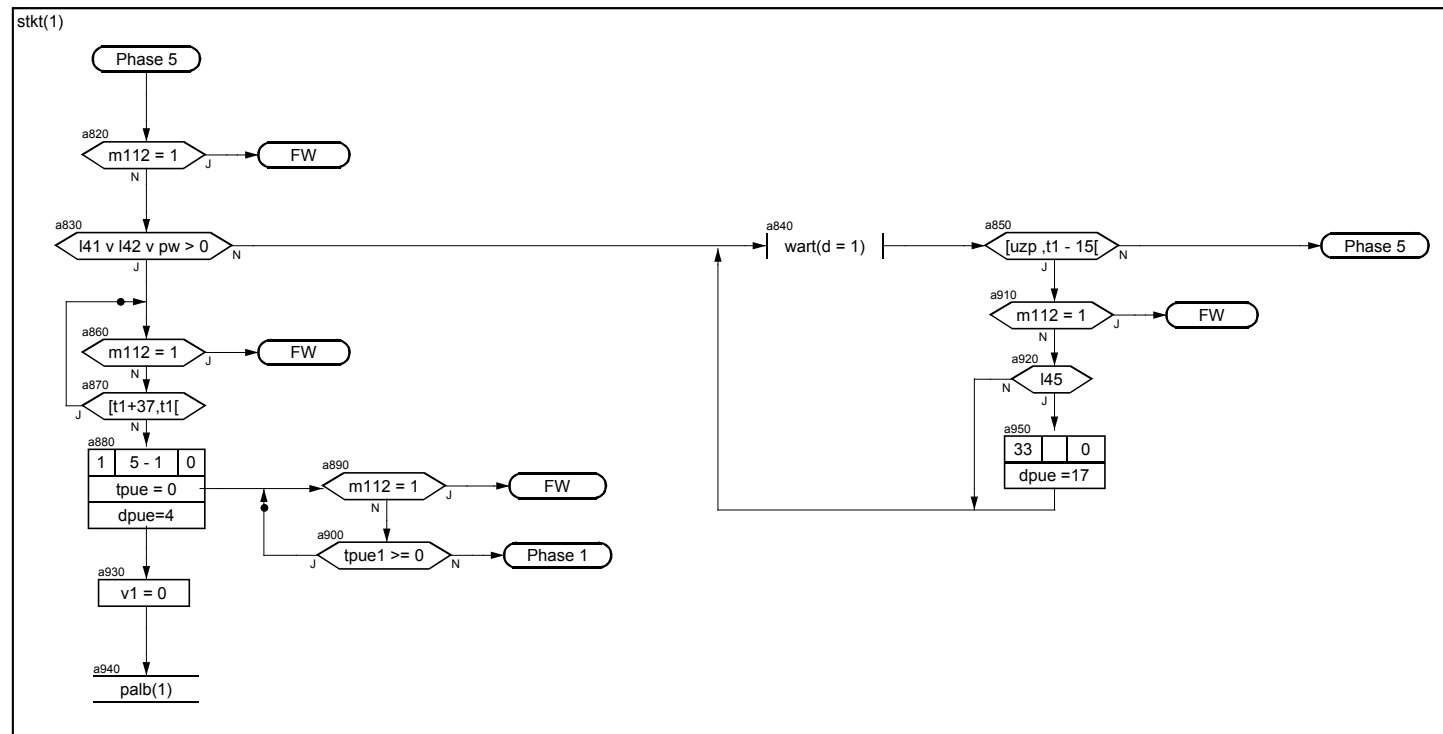 stkt(1)
Phase 5
a820
m112 = 1
J
FW
N
a830
l41 v l42 v pw > 0
N
J
a840
wart(d = 1)
a850
[uzp ,t1 - 15[
N
Phase 5
J
a910
m112 = 1
J
FW
N
a860
m112 = 1
J
FW
N
a920
l45
N
J
a870
[t1+37,t1[
J
N
a880
1 5 - 1 0
tpue = 0
dpue=4
a950
33 0
dpue =17
a890
m112 = 1
J
FW
N
a900
tpue1 >= 0
J
N
Phase 1
a930
v1 = 0
a940
palb(1)